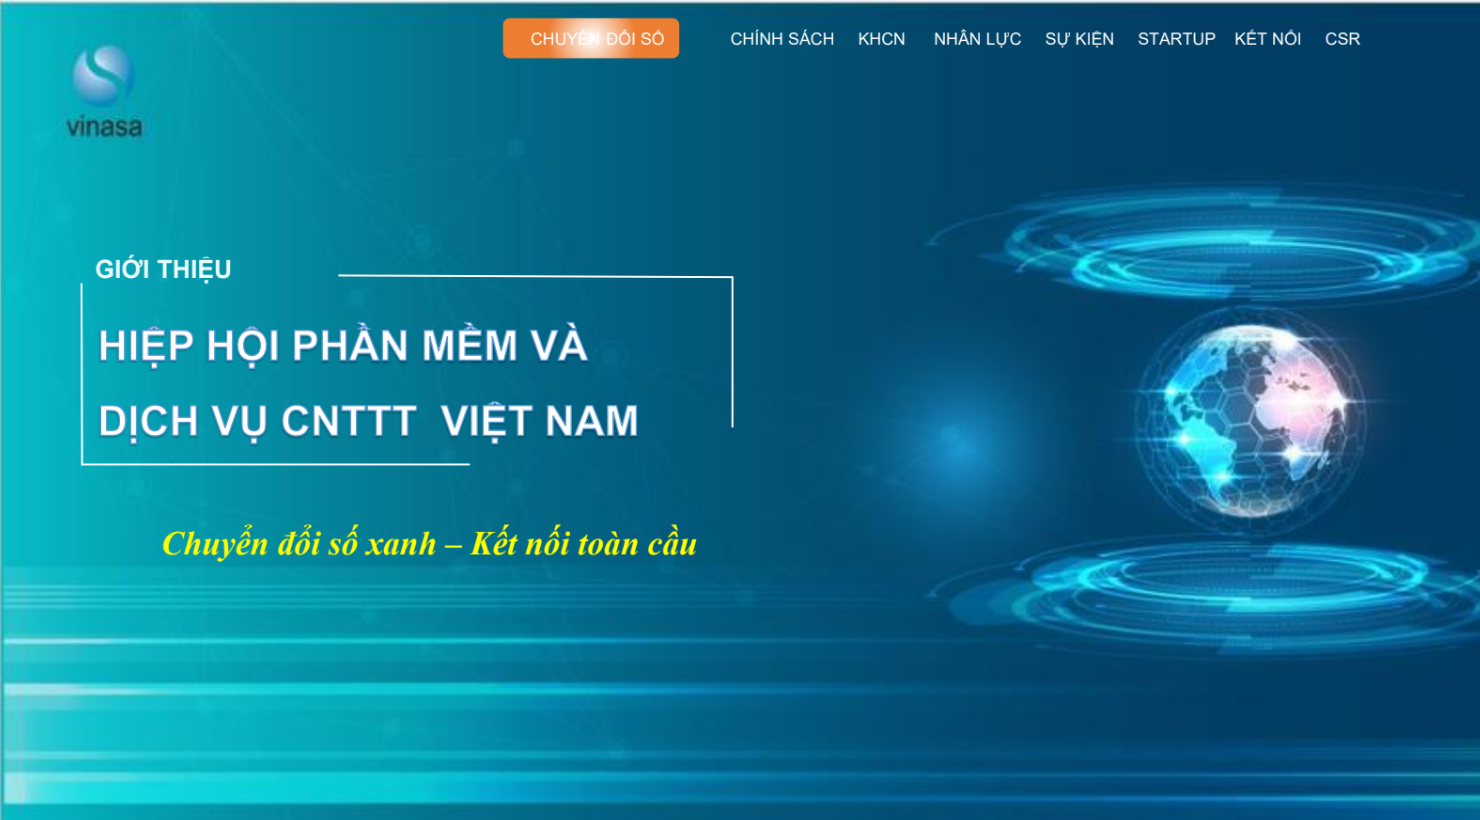 CHUYỂN ĐỔI SỐ CHÍNH SÁCH KHCN NHÂN LỰC SỰ KIỆN STARTUP KẾT NỐI CSR
vinasa
GIỚI THIỆU
HIỆP HỘI PHẦN MỀM VÀ
DỊCH VỤ CNTTT VIỆT NAM
Chuyển đổi số xanh – Kết nối toàn cầu